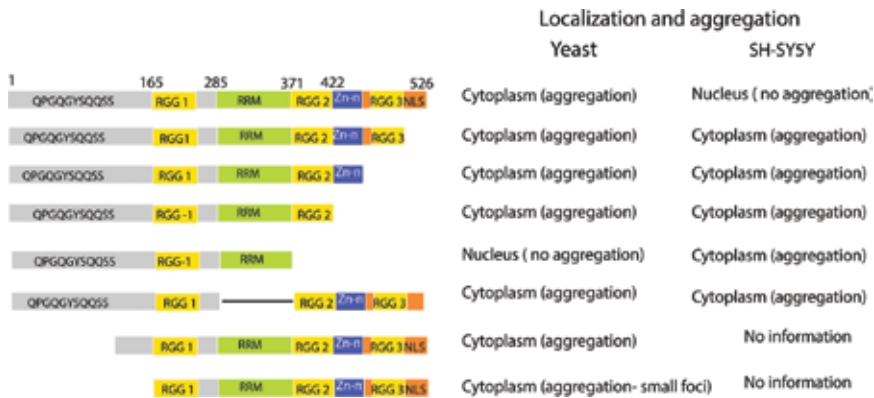 Localization and aggregation
Yeast SH-SY5Y
1 165 285 371 422 526
QPGQGYSQQSS RGG 1 RRM RGG 2 Zn-n RGG 3 NLS Cytoplasm (aggregation) Nucleus ( no aggregation)
QPGQGYSQQSS RGG1 RRM RGG 2 Zn-n RGG 3 Cytoplasm (aggregation) Cytoplasm (aggregation)
QPGQGYSQQSS RGG 1 RRM RGG 2 Zn-n Cytoplasm (aggregation) Cytoplasm (aggregation)
QPGQGYSQQSS RGG -1 RRM RGG 2 Cytoplasm (aggregation) Cytoplasm (aggregation)
QPGQGYSQQSS RGG-1 RRM Nucleus ( no aggregation) Cytoplasm (aggregation)
QPGQGYSQQSS RGG 1 RGG 2 Zn-n RGG 3 Cytoplasm (aggregation) Cytoplasm (aggregation)
RGG 1 RRM RGG 2 Zn-n RGG 3 NLS Cytoplasm (aggregation) No information
RGG 1 RRM RGG 2 Zn-n RGG 3 NLS Cytoplasm (aggregation- small foci) No information